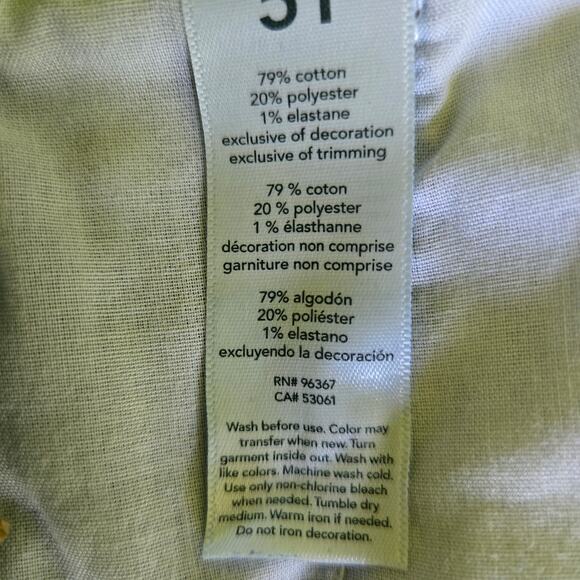 5T
79% cotton
20% polyester
1% elastane
exclusive of decoration
exclusive of trimming
79 % coton
20 % polyester
1 % élasthanne
décoration non comprise
garniture non comprise
79% algodón
20% poliéster
1% elastano
excluyendo la decoración
RN# 96367
CA# 53061
Wash before use. Color may
transfer when new. Turn
garment inside out. Wash with
like colors. Machine wash cold.
Use only non-chlorine bleach
when needed. Tumble dry
medium. Warm iron if needed.
Do not iron decoration.